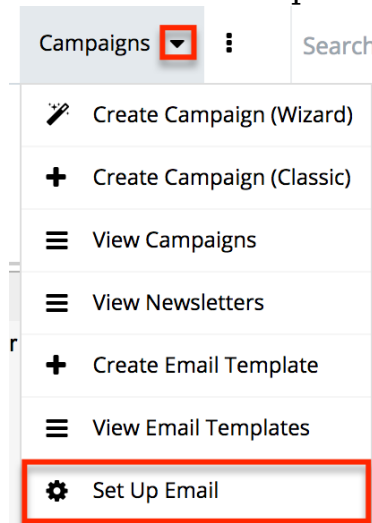 Campaigns Search
Create Campaign (Wizard)
Create Campaign (Classic)
View Campaigns
View Newsletters
r
Create Email Template
View Email Templates
Set Up Email